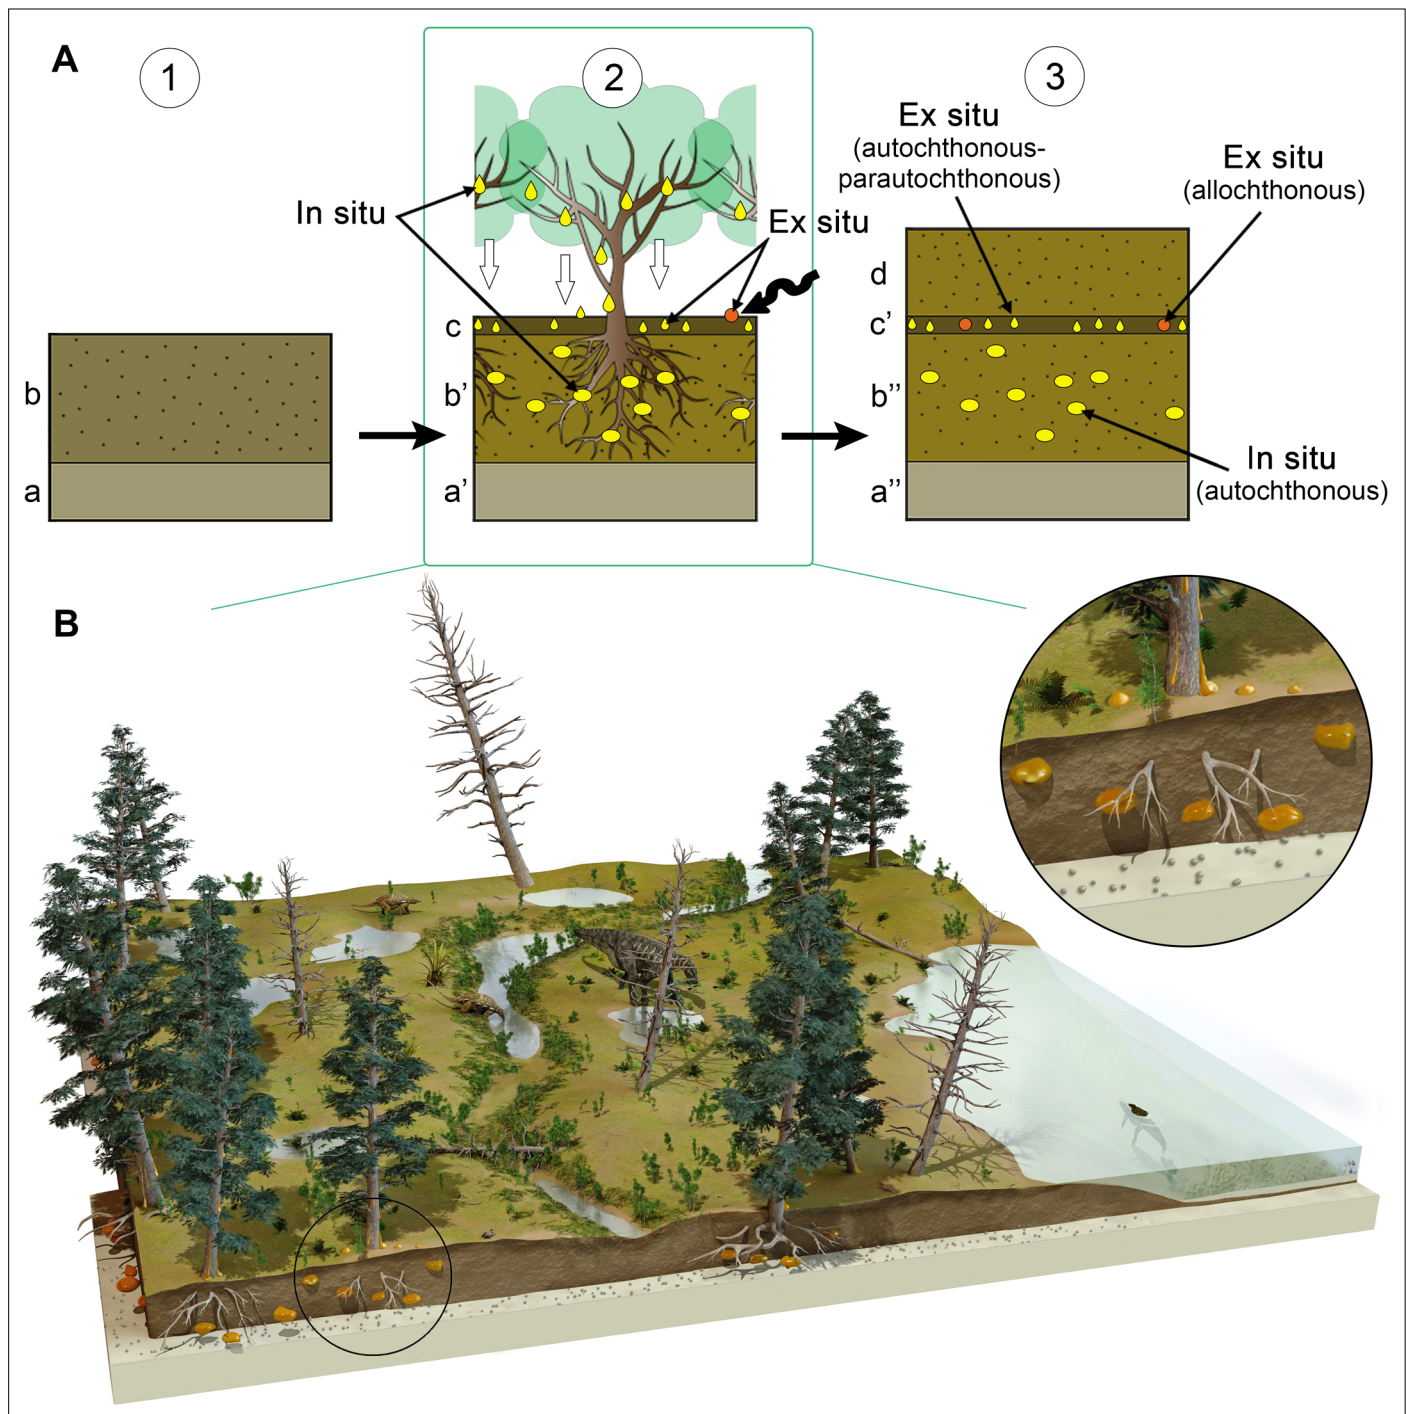 A
1
2
3
In situ
Ex situ
Ex situ
(autochthonous-
parautochthonous)
Ex situ
(allochthonous)
In situ
(autochthonous)
b
a
c
b’
a’
d
c’
b’’
a’’
B